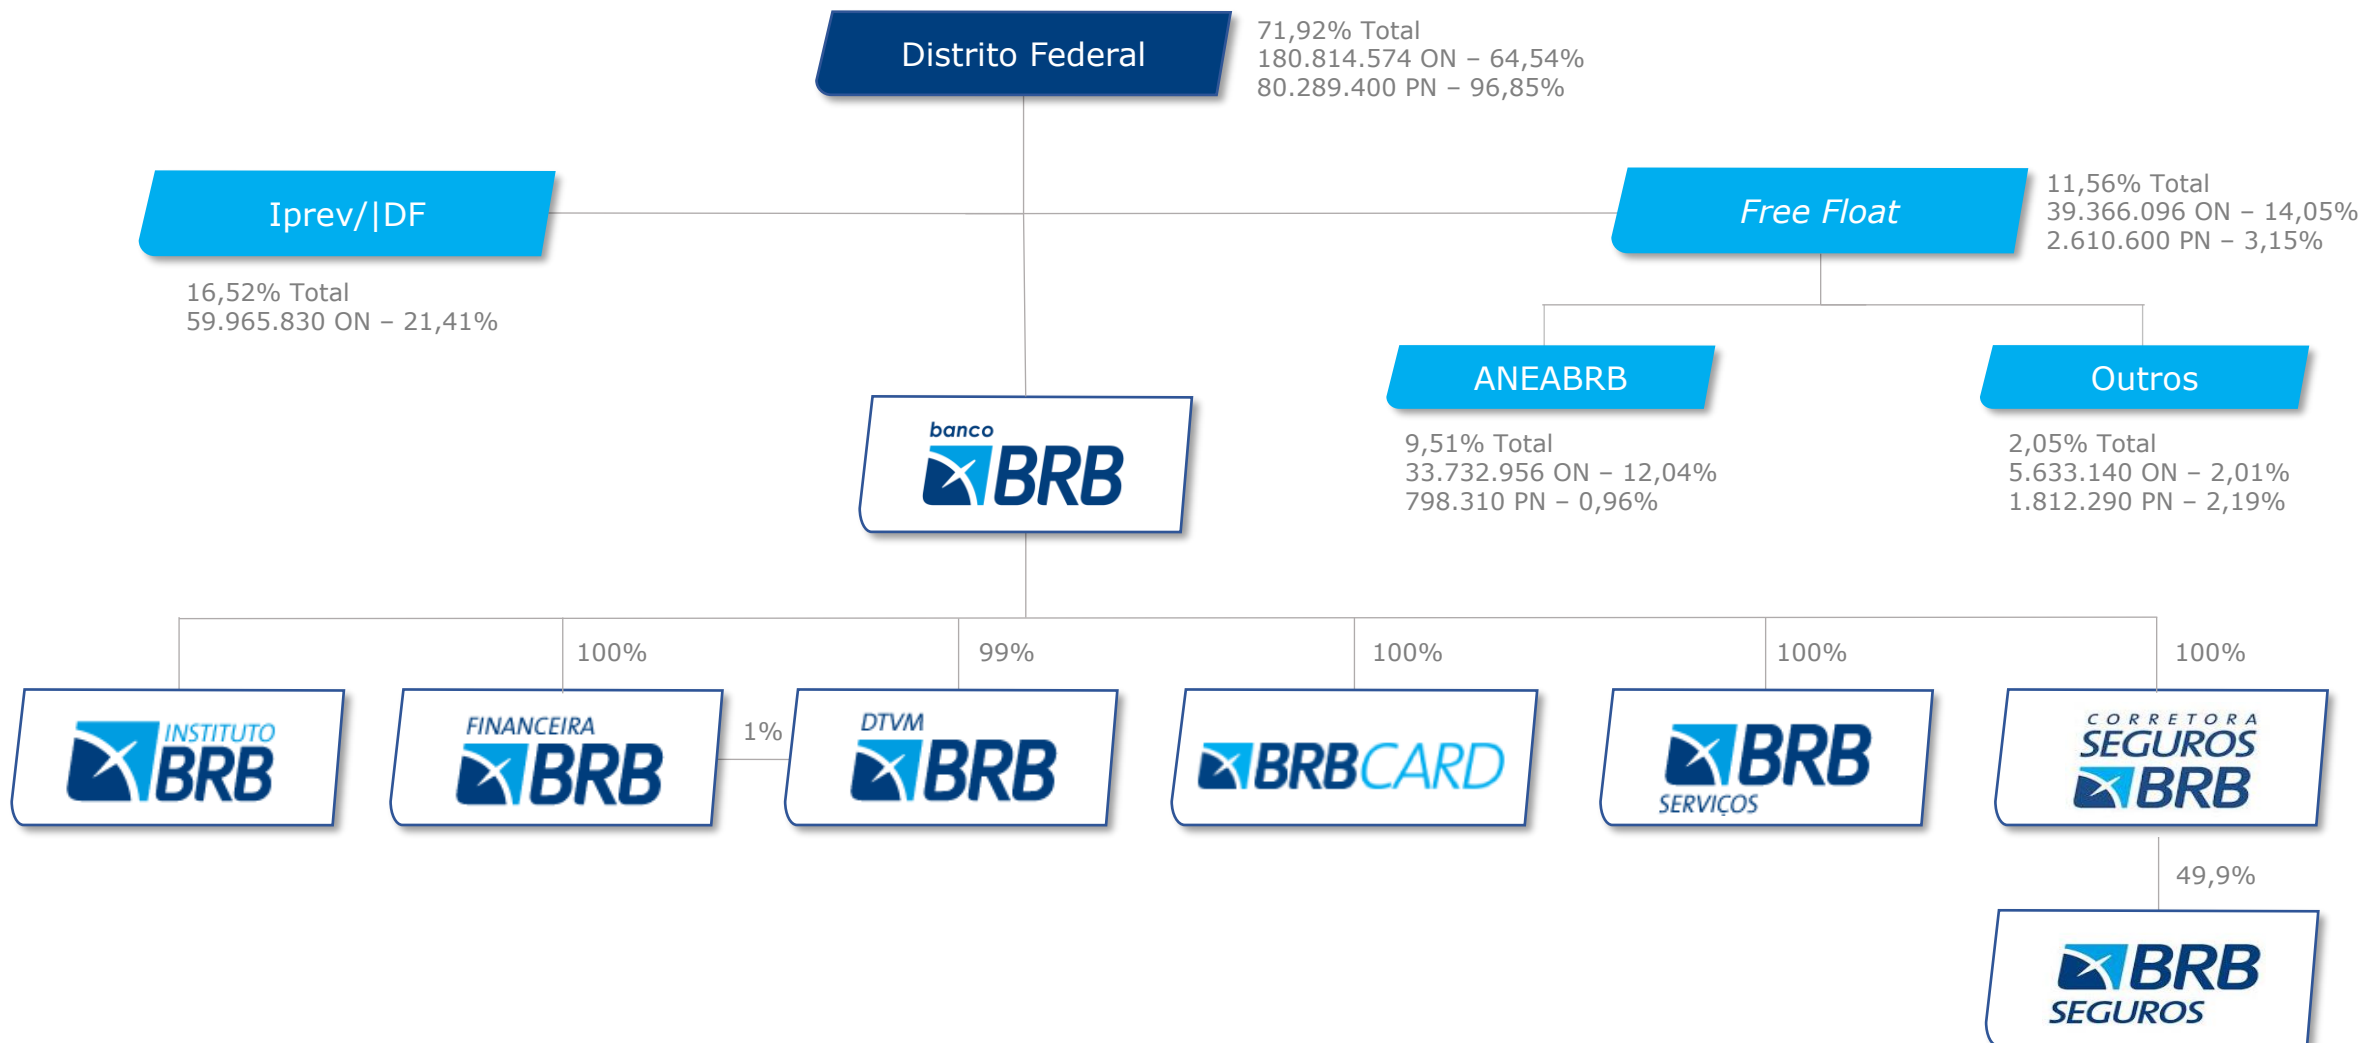 Distrito Federal
71,92% Total
180.814.574 ON – 64,54%
80.289.400 PN – 96,85%
Iprev/|DF
16,52% Total
59.965.830 ON – 21,41%
Free Float
11,56% Total
39.366.096 ON – 14,05%
2.610.600 PN – 3,15%
ANEABRB
9,51% Total
33.732.956 ON – 12,04%
798.310 PN – 0,96%
Outros
2,05% Total
5.633.140 ON – 2,01%
1.812.290 PN – 2,19%
banco
BRB
100%
99%
100%
100%
100%
INSTITUTO
BRB
FINANCEIRA
BRB
1%
DTVM
BRB
BRBCARD
BRB
SERVIÇOS
CORRETORA
SEGUROS
BRB
49,9%
BRB
SEGUROS